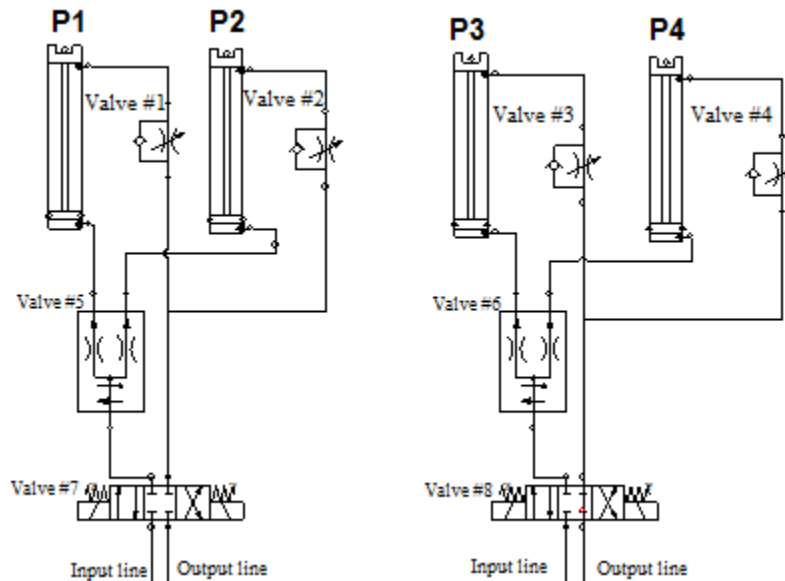 P1
P2
P3
P4
Valve #1
Valve #2
Valve #3
Valve #4
Valve #5
Valve #6
Valve #7
Valve #8
Input line
Output line
Input line
Output line